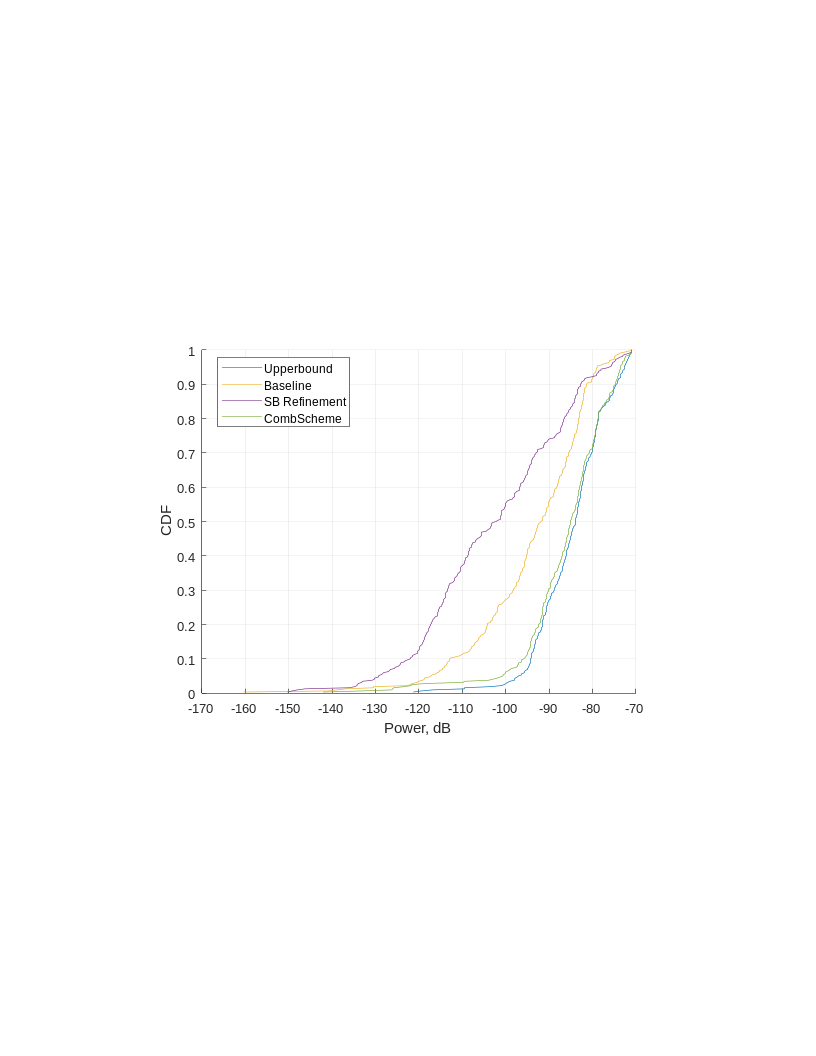 1
0.9
0.8
0.7
0.6
0.5
0.4
0.3
0.2
0.1
0
CDF
Upperbound
Baseline
SB Refinement
CombScheme
-170 -160 -150 -140 -130 -120 -110 -100 -90 -80 -70
Power, dB